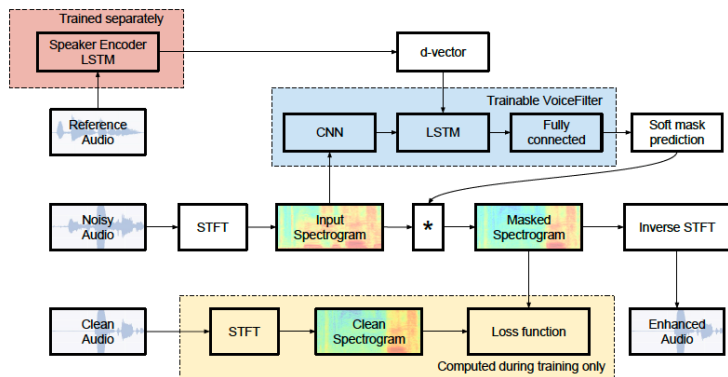 Trained separately
Speaker Encoder
LSTM
d-vector
Trainable VoiceFilter
Reference
Audio
CNN
LSTM
Fully
connected
Soft mask
prediction
Noisy
Audio
STFT
Input
Spectrogram
*
Masked
Spectrogram
Inverse STFT
Clean
Audio
STFT
Clean
Spectrogram
Loss function
Enhanced
Audio
Computed during training only